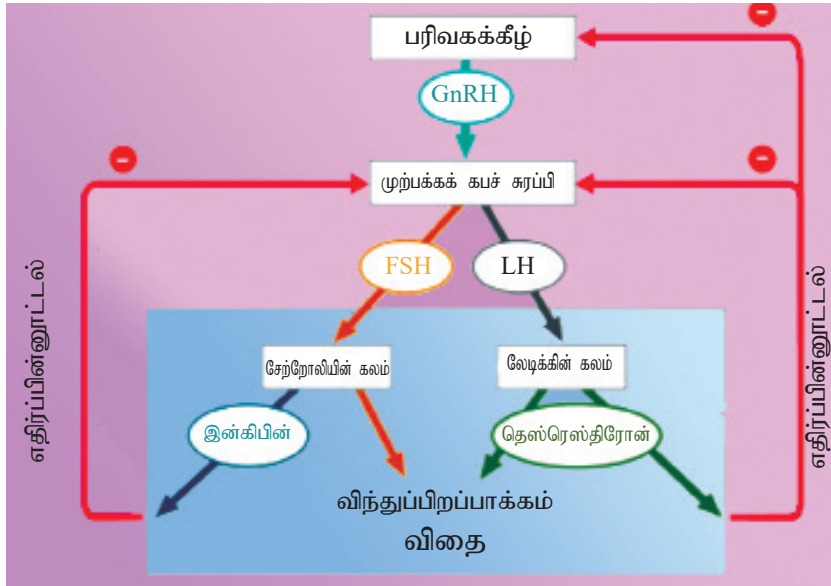 பரிவகக்கீழ்
GnRH
முற்பக்கக் கபச் சுரப்பி
FSH
LH
எதிர்ப்பின்னூட்டல்
எதிர்ப்பின்னூட்டல்
சேற்றோலியின் கலம்
லேடிக்கின் கலம்
இன்கிபின்
தெஸ்ரெஸ்திரோன்
விந்துப்பிறப்பாக்கம்
விதை